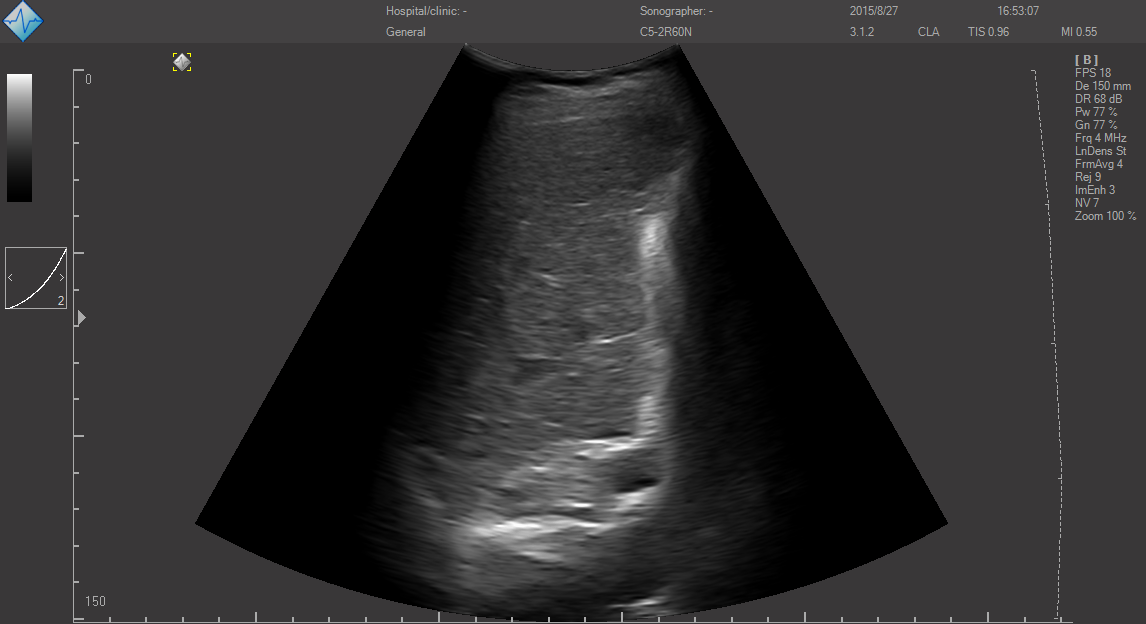 Hospital/clinic: - Sonographer: - 2015/8/27 16:53:07
General C5-2R60N 3.1.2 CLA TIS 0.96 MI 0.55
[ B ]
FPS 18
De 150 mm
DR 68 dB
Pw 77 %
Gn 77 %
Frq 4 MHz
LnDens St
FrmAvg 4
Rej 9
ImEnh 3
NV 7
Zoom 100 %
0
2
150